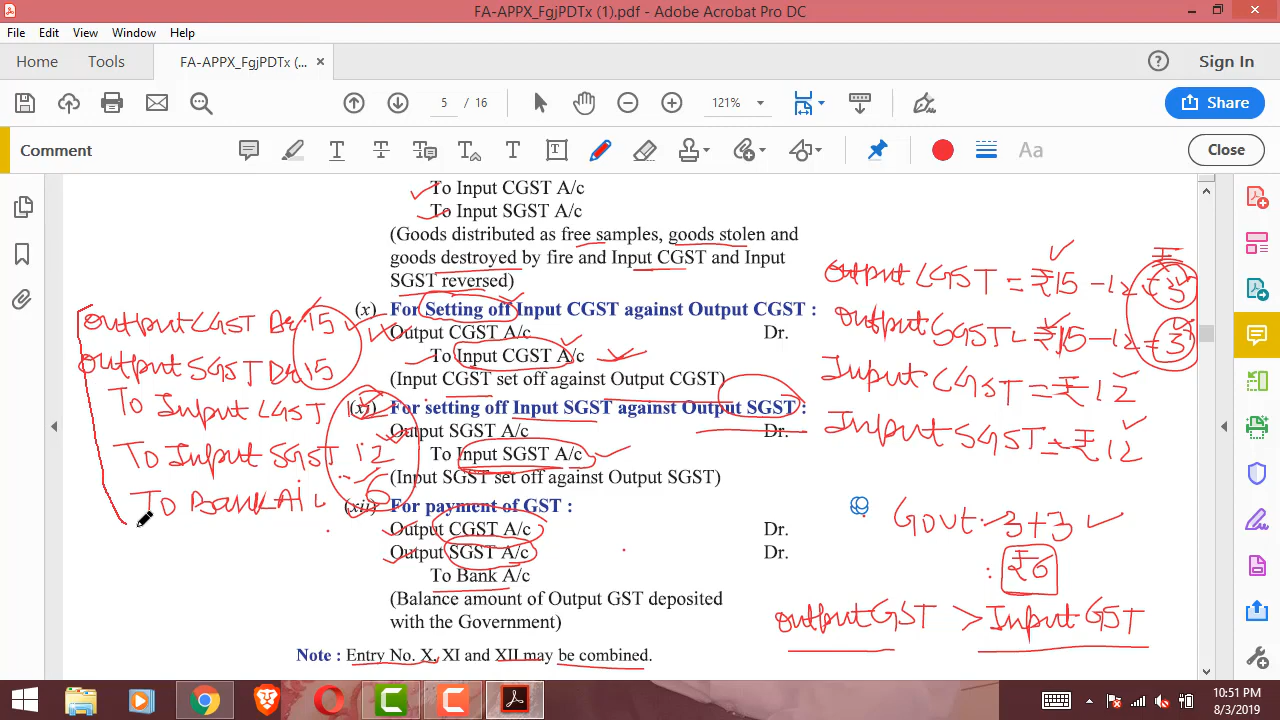 FA-APPX_FgjPDTx (1).pdf - Adobe Acrobat Pro DC
File Edit View Window Help
Home Tools FA-APPX_FgjPDTx (... × Sign In
5 / 16 121% Share
Comment Close
To Input CGST A/c
To Input SGST A/c
(Goods distributed as free samples, goods stolen and
goods destroyed by fire and Input CGST and Input
SGST reversed)
(x) For Setting off Input CGST against Output CGST :
Output CGST A/c Dr.
To Input CGST A/c
(Input CGST set off against Output CGST)
(xi) For setting off Input SGST against Output SGST :
Output SGST A/c Dr.
To Input SGST A/c
(Input SGST set off against Output SGST)
(xii) For payment of GST :
Output CGST A/c Dr.
Output SGST A/c Dr.
To Bank A/c
(Balance amount of Output GST deposited
with the Government)
Note : Entry No. X, XI and XII may be combined.
Output CGST Dr 15
Output SGST Dr 15
To Input CGST 12
To Input SGST 12
To Bank A/c 6
₹
Output CGST = ₹15 - 12 = 3
Output SGST = ₹15 - 12 = 3
Input CGST = ₹12
Input SGST = ₹12
Govt. 3+3
: ₹6
output GST > Input GST
10:51 PM
8/3/2019